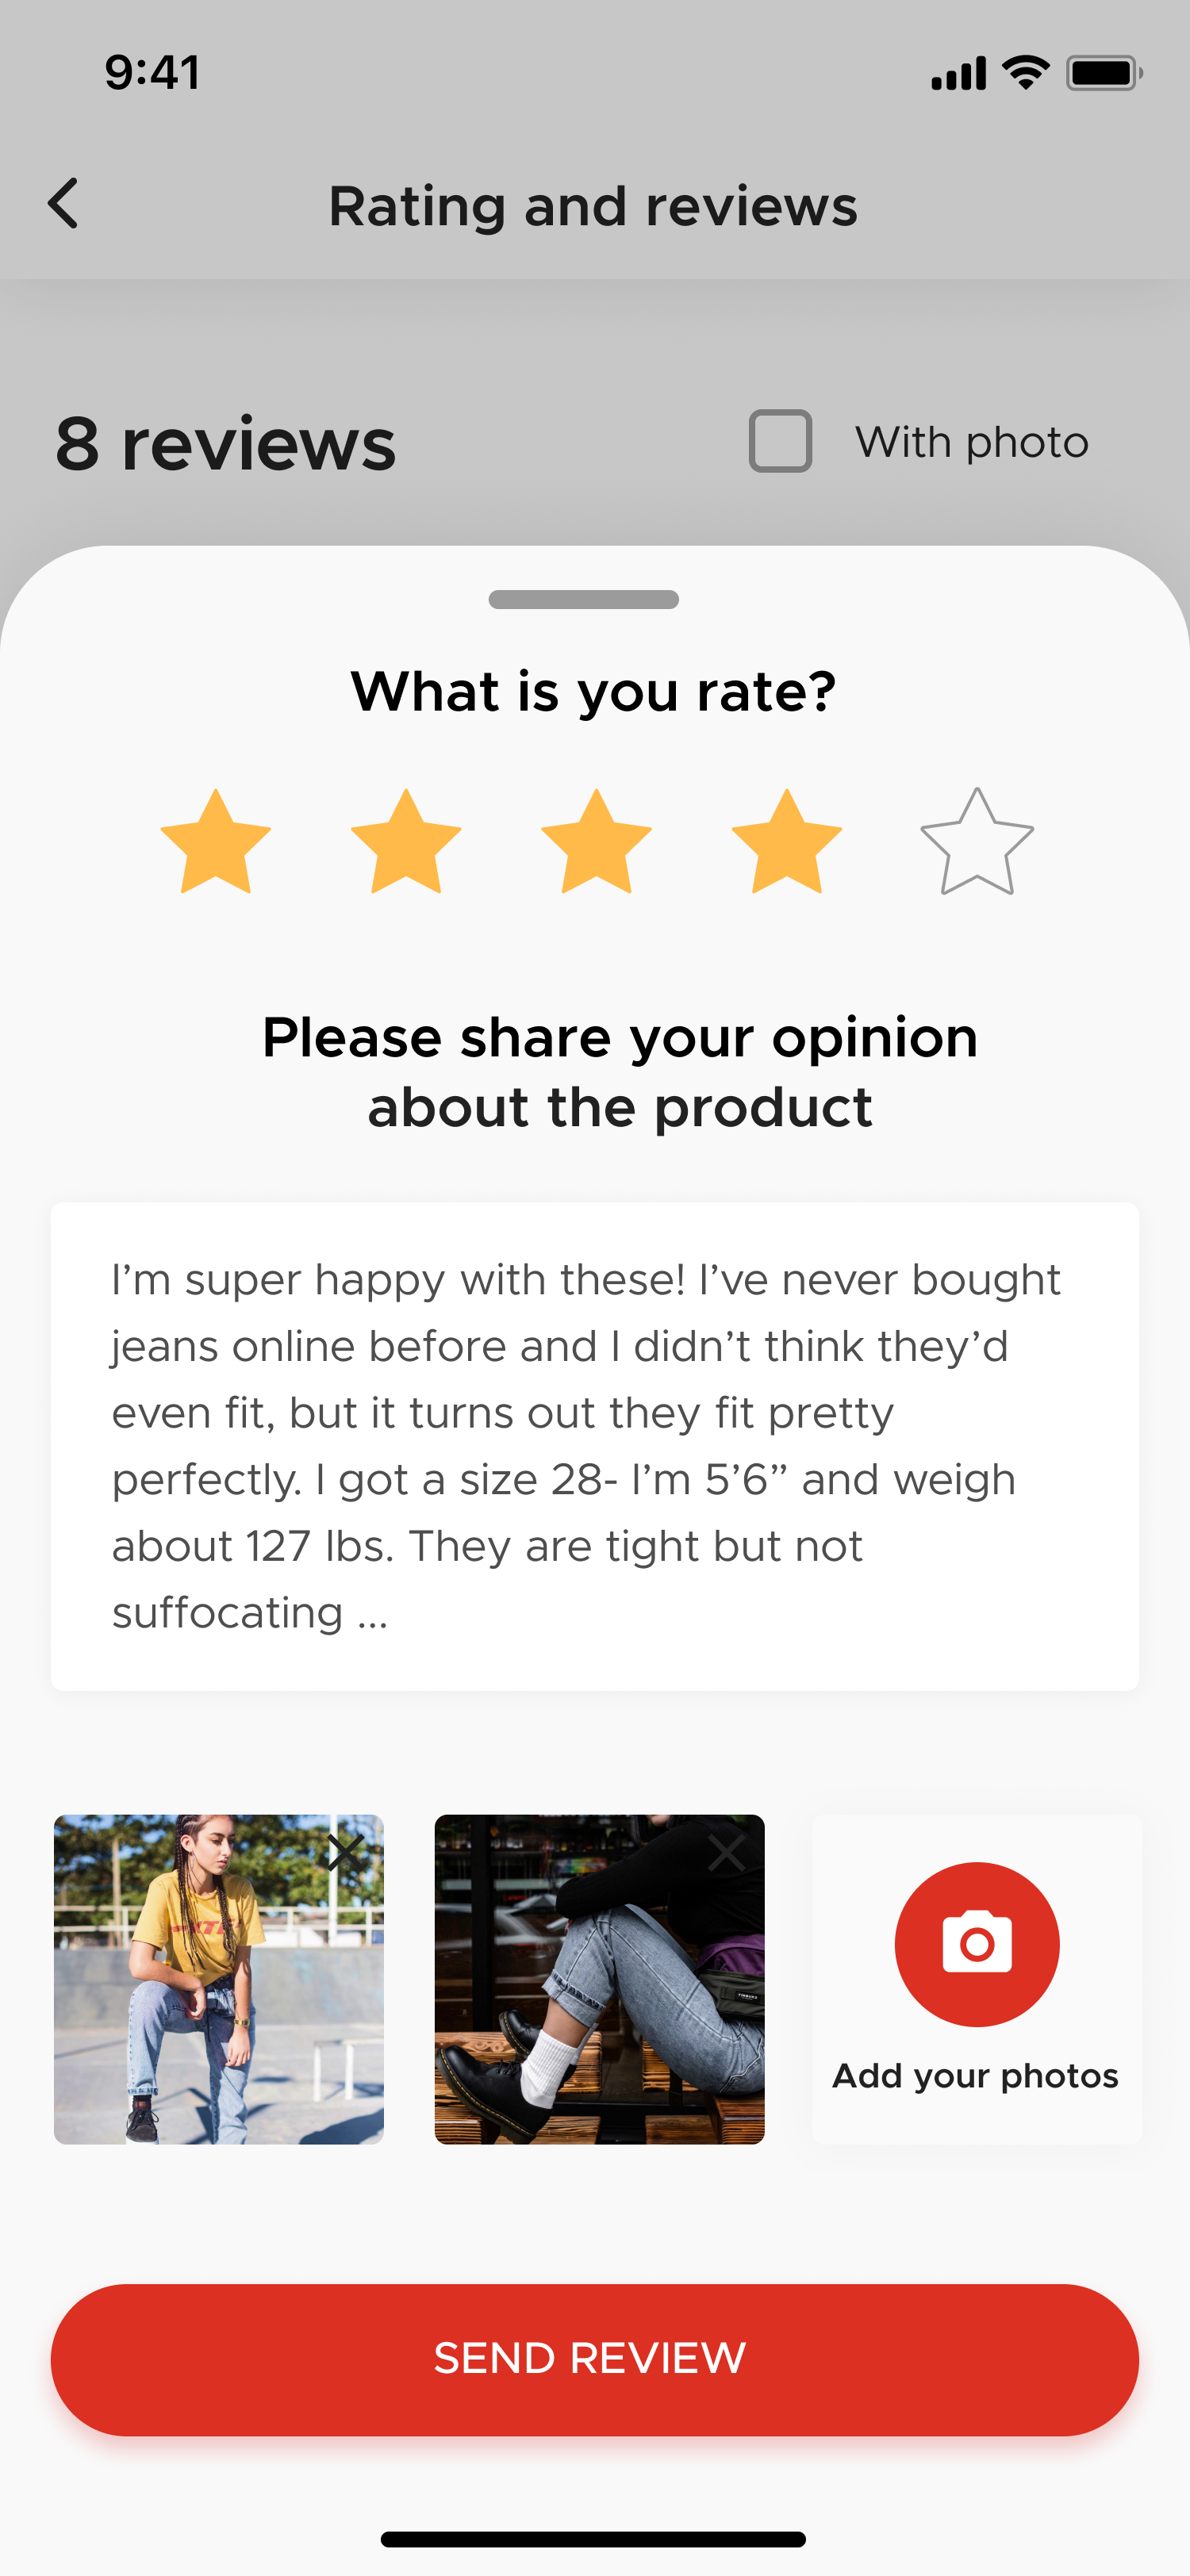 9:41
Rating and reviews
8 reviews
With photo
What is you rate?
Please share your opinion
about the product
I’m super happy with these! I’ve never bought
jeans online before and I didn’t think they’d
even fit, but it turns out they fit pretty
perfectly. I got a size 28- I’m 5’6” and weigh
about 127 lbs. They are tight but not
suffocating ...
Add your photos
SEND REVIEW